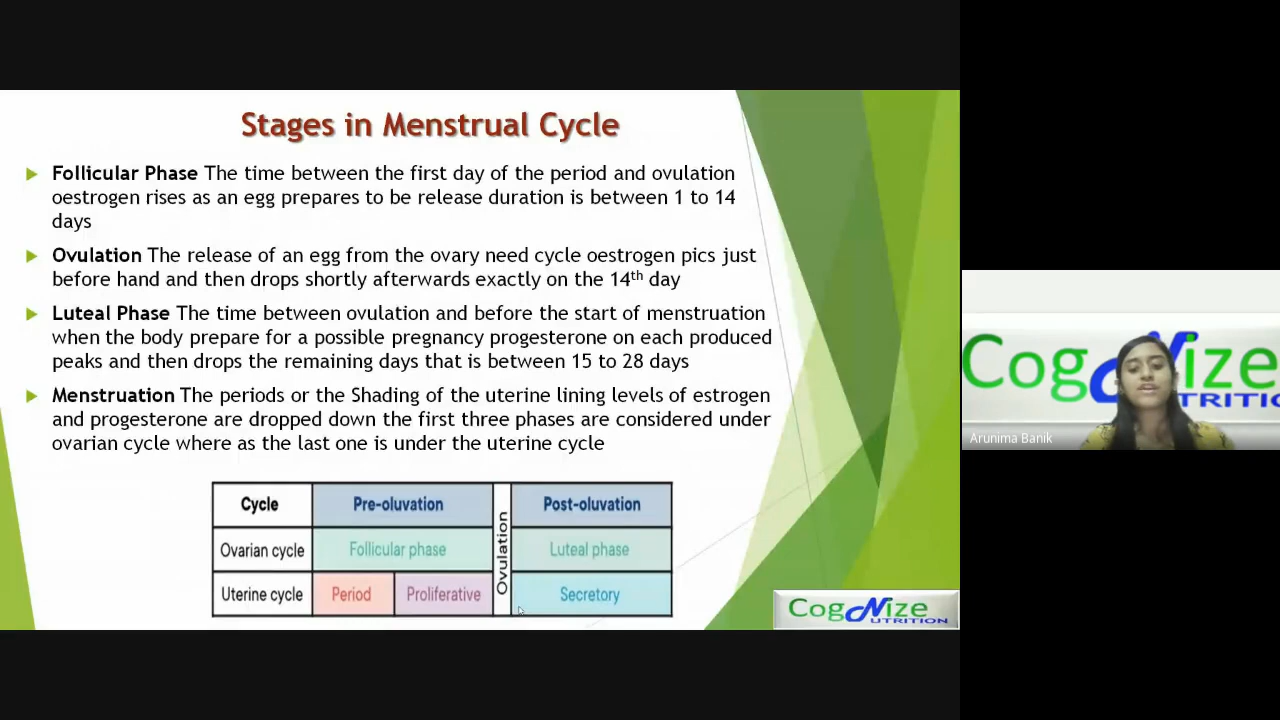 Stages in Menstrual Cycle
Follicular Phase The time between the first day of the period and ovulation
oestrogen rises as an egg prepares to be release duration is between 1 to 14
days
Ovulation The release of an egg from the ovary need cycle oestrogen pics just
before hand and then drops shortly afterwards exactly on the 14th day
Luteal Phase The time between ovulation and before the start of menstruation
when the body prepare for a possible pregnancy progesterone on each produced
peaks and then drops the remaining days that is between 15 to 28 days
Menstruation The periods or the Shading of the uterine lining levels of estrogen
and progesterone are dropped down the first three phases are considered under
ovarian cycle where as the last one is under the uterine cycle
Cycle Pre-oluvation Post-oluvation
Ovulation
Ovarian cycle Follicular phase Luteal phase
Uterine cycle Period Proliferative Secretory
CogNize
UTRITION
CogNize
UTRITIC
Arunima Banik